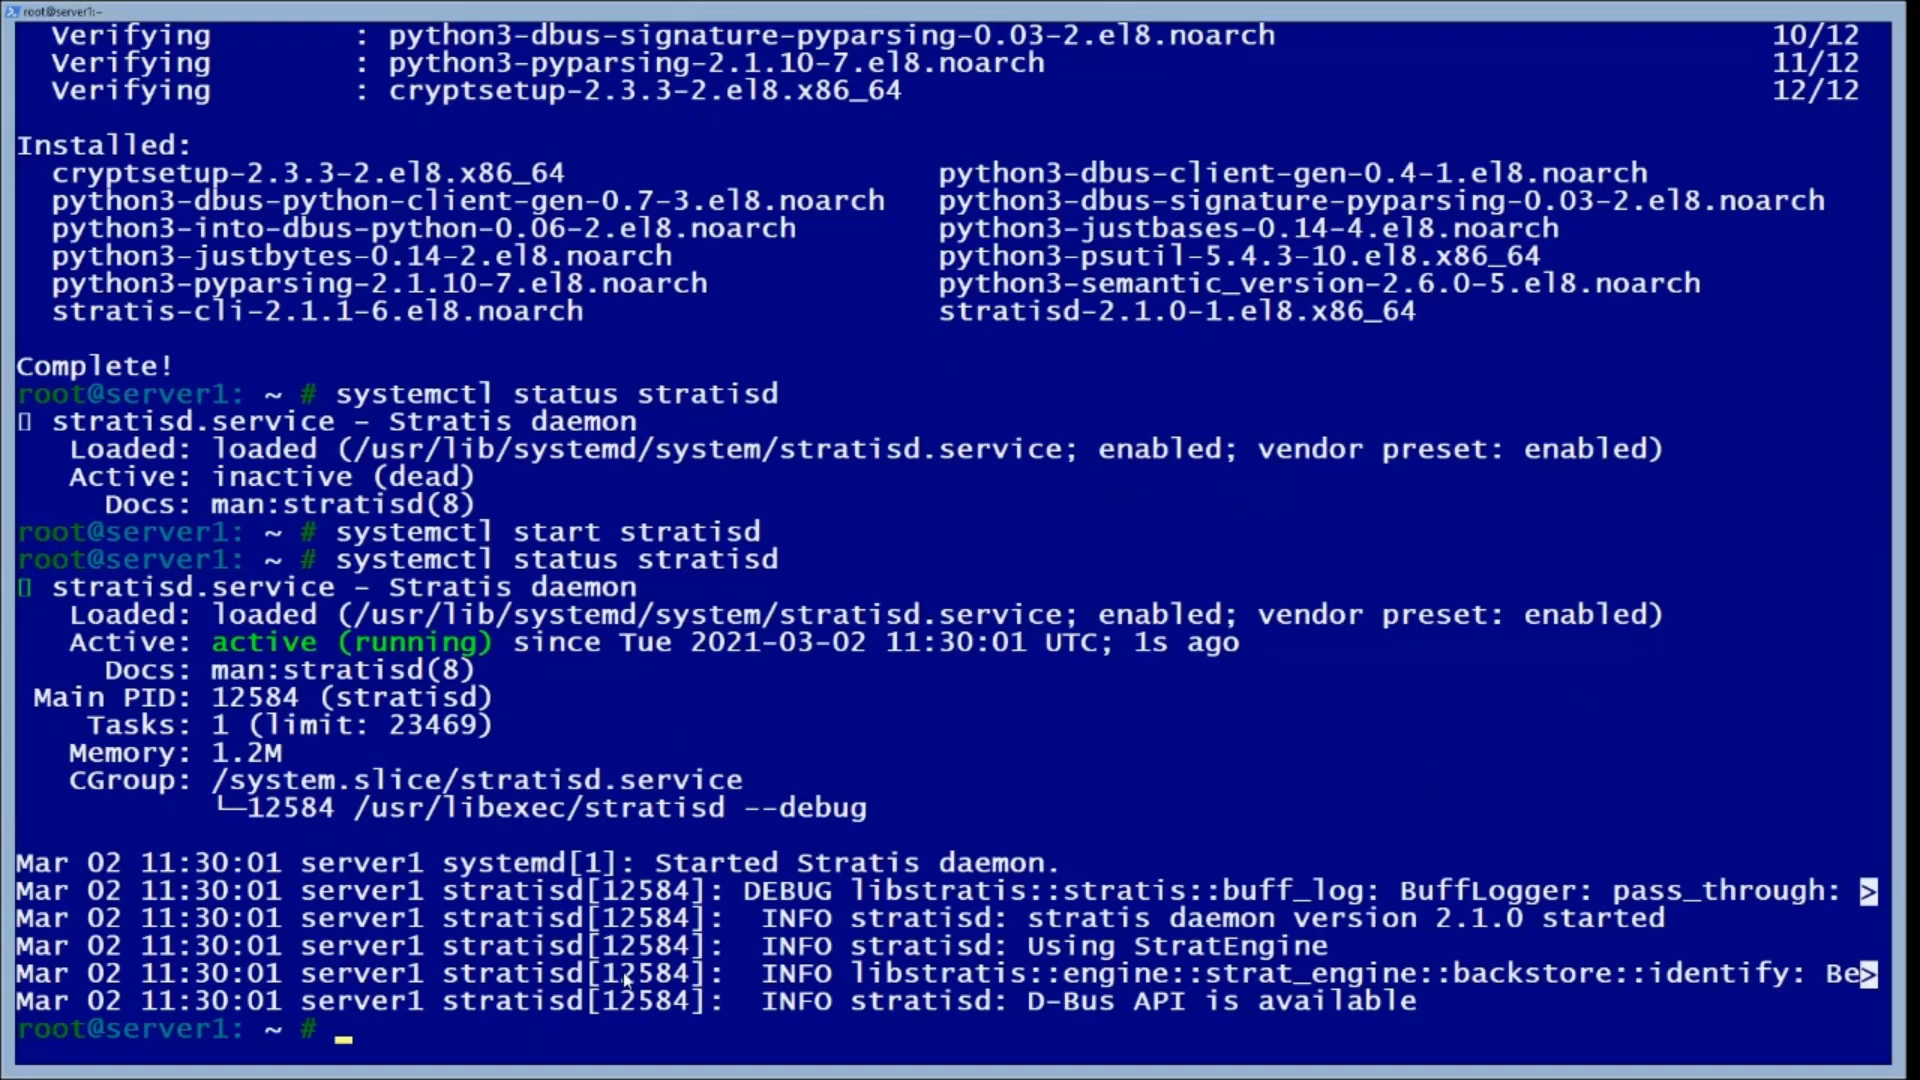 root@server1:~
Verifying : python3-dbus-signature-pyparsing-0.03-2.el8.noarch 10/12
Verifying : python3-pyparsing-2.1.10-7.el8.noarch 11/12
Verifying : cryptsetup-2.3.3-2.el8.x86_64 12/12
Installed:
cryptsetup-2.3.3-2.el8.x86_64 python3-dbus-client-gen-0.4-1.el8.noarch
python3-dbus-python-client-gen-0.7-3.el8.noarch python3-dbus-signature-pyparsing-0.03-2.el8.noarch
python3-into-dbus-python-0.06-2.el8.noarch python3-justbases-0.14-4.el8.noarch
python3-justbytes-0.14-2.el8.noarch python3-psutil-5.4.3-10.el8.x86_64
python3-pyparsing-2.1.10-7.el8.noarch python3-semantic_version-2.6.0-5.el8.noarch
stratis-cli-2.1.1-6.el8.noarch stratisd-2.1.0-1.el8.x86_64
Complete!
root@server1: ~ # systemctl status stratisd
▯ stratisd.service - Stratis daemon
Loaded: loaded (/usr/lib/systemd/system/stratisd.service; enabled; vendor preset: enabled)
Active: inactive (dead)
Docs: man:stratisd(8)
root@server1: ~ # systemctl start stratisd
root@server1: ~ # systemctl status stratisd
▯ stratisd.service - Stratis daemon
Loaded: loaded (/usr/lib/systemd/system/stratisd.service; enabled; vendor preset: enabled)
Active: active (running) since Tue 2021-03-02 11:30:01 UTC; 1s ago
Docs: man:stratisd(8)
Main PID: 12584 (stratisd)
Tasks: 1 (limit: 23469)
Memory: 1.2M
CGroup: /system.slice/stratisd.service
└─12584 /usr/libexec/stratisd --debug
Mar 02 11:30:01 server1 systemd[1]: Started Stratis daemon.
Mar 02 11:30:01 server1 stratisd[12584]: DEBUG libstratis::stratis::buff_log: BuffLogger: pass_through: >
Mar 02 11:30:01 server1 stratisd[12584]: INFO stratisd: stratis daemon version 2.1.0 started
Mar 02 11:30:01 server1 stratisd[12584]: INFO stratisd: Using StratEngine
Mar 02 11:30:01 server1 stratisd[12584]: INFO libstratis::engine::strat_engine::backstore::identify: Be>
Mar 02 11:30:01 server1 stratisd[12584]: INFO stratisd: D-Bus API is available
root@server1: ~ #